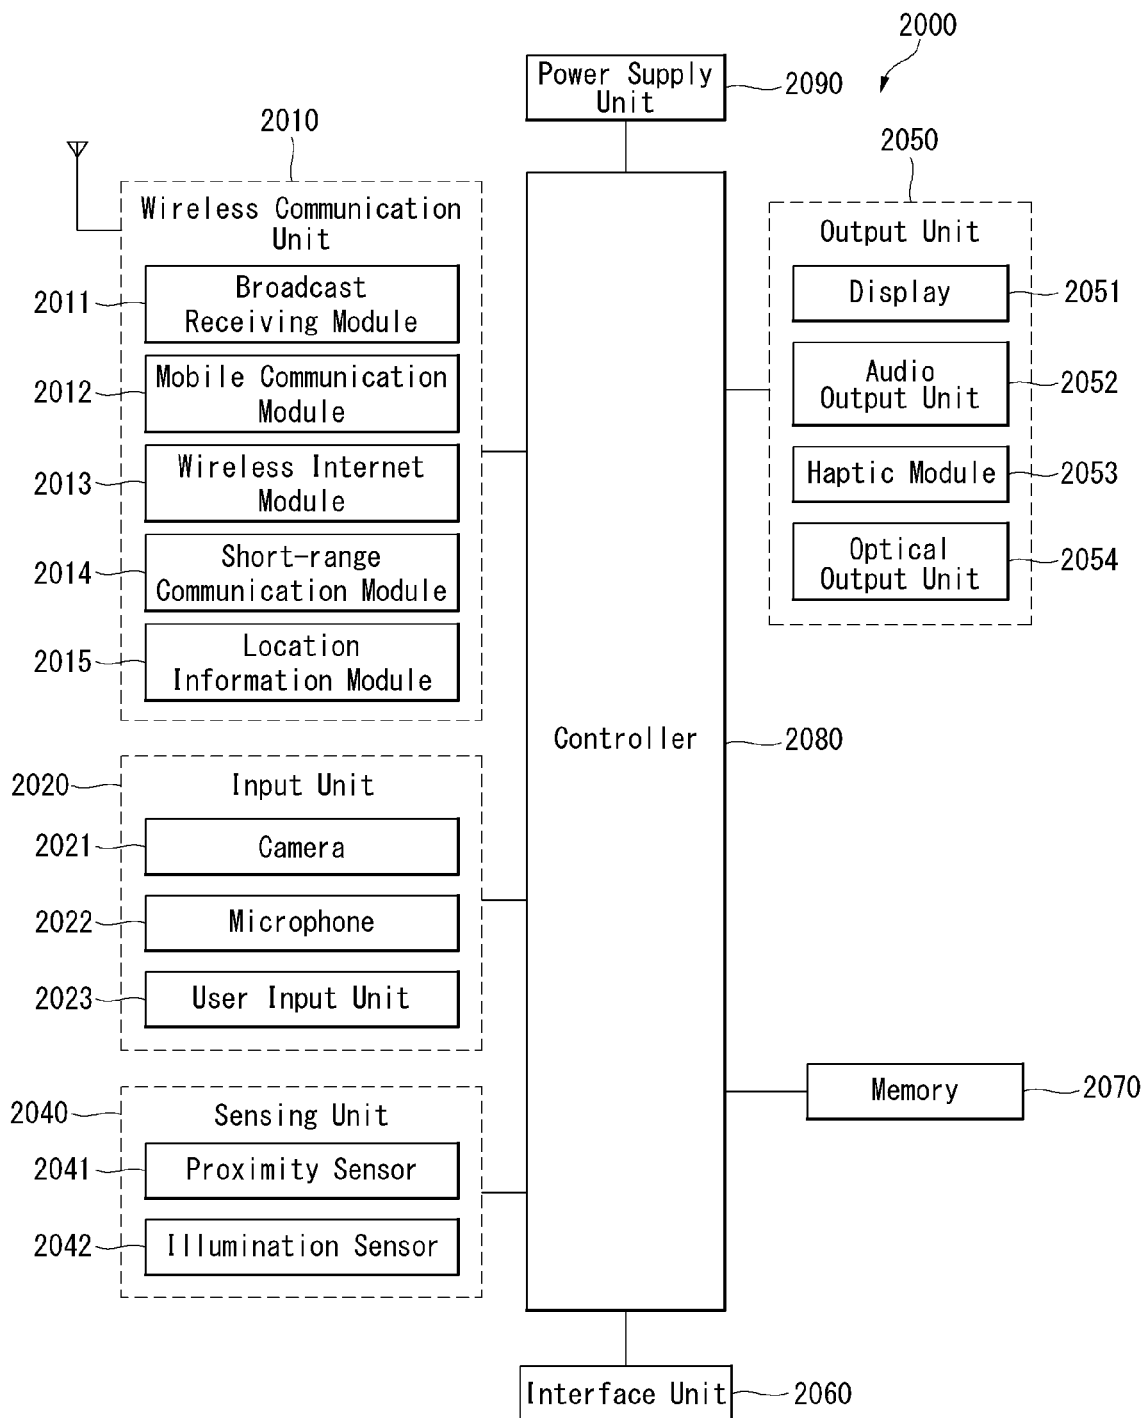 2000
Power Supply
Unit
2090
2010
Wireless Communication
Unit
2011
Broadcast
Receiving Module
2012
Mobile Communication
Module
2013
Wireless Internet
Module
2014
Short-range
Communication Module
2015
Location
Information Module
2020
Input Unit
2021
Camera
2022
Microphone
2023
User Input Unit
2040
Sensing Unit
2041
Proximity Sensor
2042
Illumination Sensor
Controller
2080
2050
Output Unit
Display
2051
Audio
Output Unit
2052
Haptic Module
2053
Optical
Output Unit
2054
Memory
2070
Interface Unit
2060